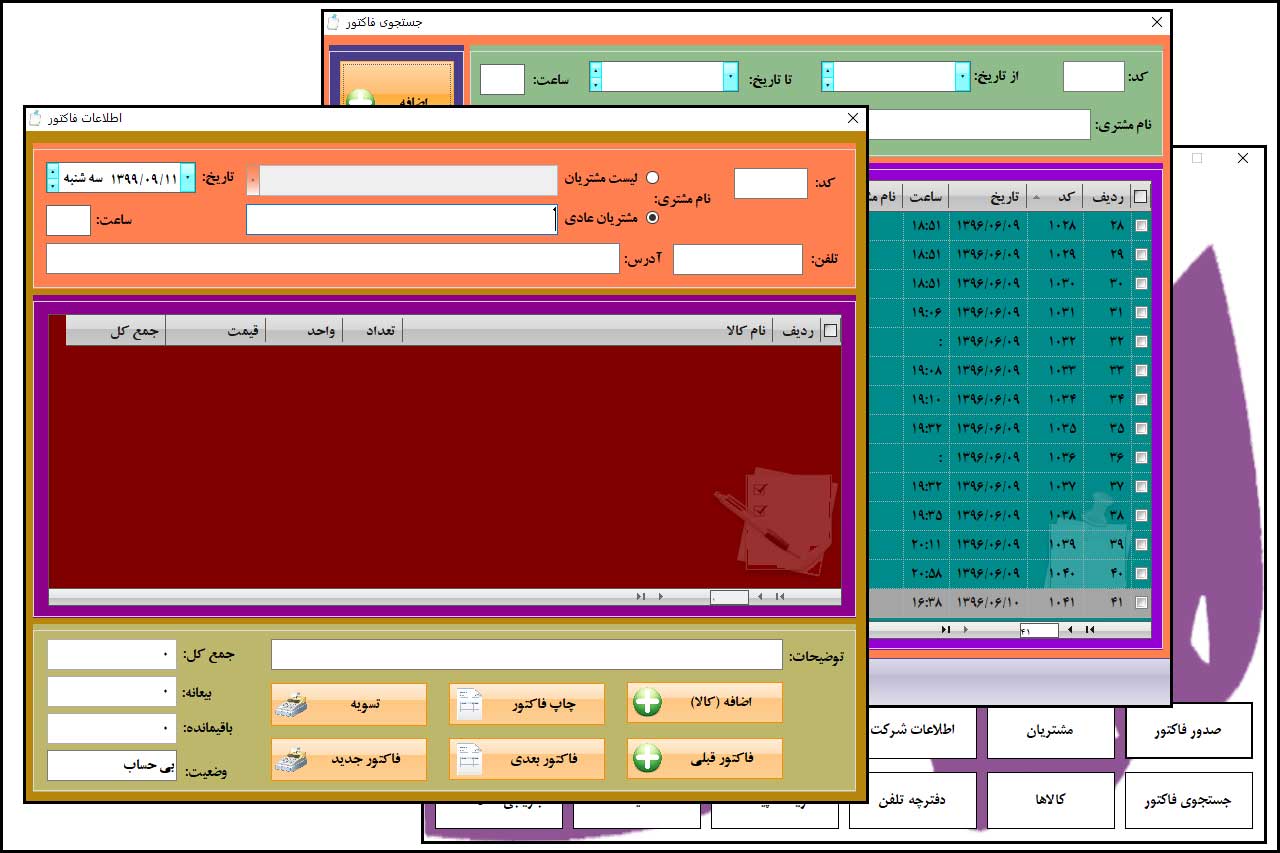 جستجوی فاکتور
کد:
از تاریخ:
تا تاریخ:
ساعت:
اضافه
نام مشتری:
ردیف کد تاریخ ساعت
۲۸ ۱۰۲۸ ۱۳۹۶/۰۶/۰۹ ۱۸:۵۱
۲۹ ۱۰۲۹ ۱۳۹۶/۰۶/۰۹ ۱۸:۵۱
۳۰ ۱۰۳۰ ۱۳۹۶/۰۶/۰۹ ۱۸:۵۱
۳۱ ۱۰۳۱ ۱۳۹۶/۰۶/۰۹ ۱۹:۰۶
۳۲ ۱۰۳۲ ۱۳۹۶/۰۶/۰۹ :
۳۳ ۱۰۳۳ ۱۳۹۶/۰۶/۰۹ ۱۹:۰۸
۳۴ ۱۰۳۴ ۱۳۹۶/۰۶/۰۹ ۱۹:۱۰
۳۵ ۱۰۳۵ ۱۳۹۶/۰۶/۰۹ ۱۹:۳۲
۳۶ ۱۰۳۶ ۱۳۹۶/۰۶/۰۹ :
۳۷ ۱۰۳۷ ۱۳۹۶/۰۶/۰۹ ۱۹:۳۲
۳۸ ۱۰۳۸ ۱۳۹۶/۰۶/۰۹ ۱۹:۳۵
۳۹ ۱۰۳۹ ۱۳۹۶/۰۶/۰۹ ۲۰:۱۱
۴۰ ۱۰۴۰ ۱۳۹۶/۰۶/۰۹ ۲۰:۵۸
۴۱ ۱۰۴۱ ۱۳۹۶/۰۶/۱۰ ۱۶:۳۸
۴۱
اطلاعات فاکتور
کد:
نام مشتری:
لیست مشتریان
مشتریان عادی
تاریخ: سه شنبه ۱۳۹۹/۰۹/۱۱
ساعت:
تلفن:
آدرس:
ردیف نام کالا تعداد واحد قیمت جمع کل
۰
توضیحات:
جمع کل: ۰
بیعانه: ۰
باقیمانده: ۰
وضعیت: بی حساب
اضافه (کالا) چاپ فاکتور تسویه
فاکتور قبلی فاکتور بعدی فاکتور جدید
صدور فاکتور مشتریان اطلاعات شرکت
جستجوی فاکتور کالاها دفترچه تلفن